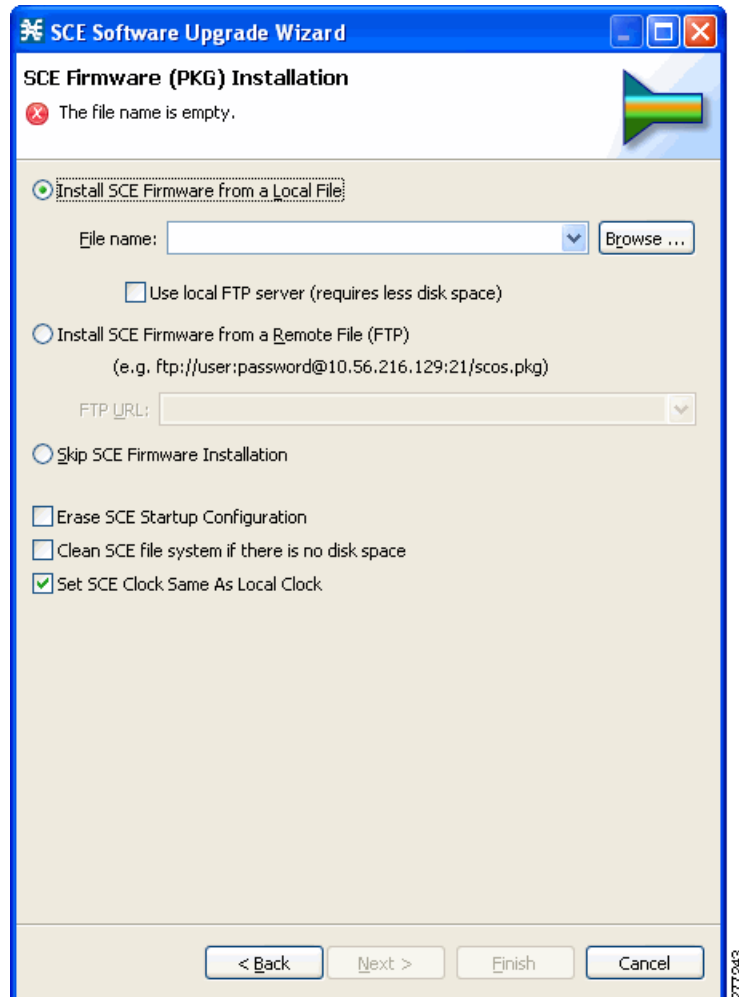 SCE Software Upgrade Wizard
SCE Firmware (PKG) Installation
The file name is empty.
Install SCE Firmware from a Local File
File name:
Browse ...
Use local FTP server (requires less disk space)
Install SCE Firmware from a Remote File (FTP)
(e.g. ftp://user:password@10.56.216.129:21/scos.pkg)
FTP URL:
Skip SCE Firmware Installation
Erase SCE Startup Configuration
Clean SCE file system if there is no disk space
Set SCE Clock Same As Local Clock
< Back
Next >
Finish
Cancel
277243